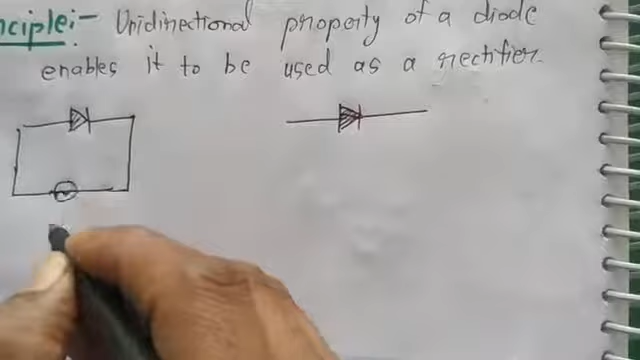 nciple:- Unidirectional property of a diode
enables it to be used as a rectifier.